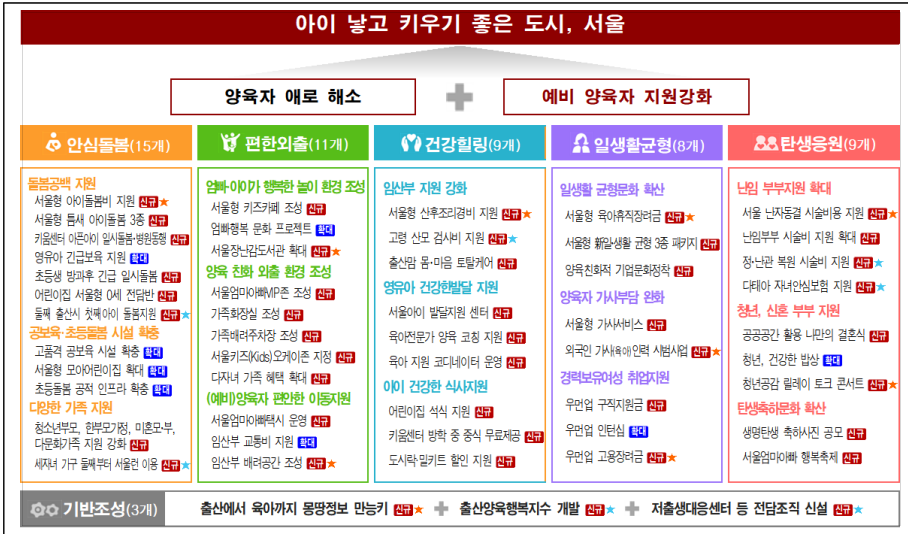 아이 낳고 키우기 좋은 도시, 서울
양육자 애로 해소
예비 양육자 지원강화
안심돌봄(15개)
돌봄공백 지원
서울형 아이돌봄비 지원 신규★
서울형 틈새 아이돌봄 3종 신규
키움센터 아픈아이 일시돌봄·병원동행 신규
영유아 긴급보육 지원 확대
초등생 방과후 긴급 일시돌봄 신규
어린이집 서울형 0세 전담반 신규
둘째 출산시 첫째아이 돌봄지원 신규★
공보육·초등돌봄 시설 확충
고품격 공보육 시설 확충 확대
서울형 모아어린이집 확대 확대
초등돌봄 공적 인프라 확충 확대
다양한 가족 지원
청소년부모, 한부모가정, 미혼모·부,
다문화가족 지원 강화 신규
세자녀 가구 둘째부터 서울런 이용 신규★
편한외출(11개)
엄빠·아이가 행복한 놀이 환경 조성
서울형 키즈카페 조성 신규
엄빠행복 문화 프로젝트 확대
서울장난감도서관 확대 신규★
양육 친화 외출 환경 조성
서울엄마아빠VIP존 조성 신규
가족화장실 조성 신규
가족배려주차장 조성 신규
서울키즈(Kids)오케이존 지정 신규
다자녀 가족 혜택 확대 신규
(예비)양육자 편안한 이동지원
서울엄마아빠택시 운영 신규
임산부 교통비 지원 확대
임산부 배려공간 조성 신규★
건강힐링(9개)
임산부 지원 강화
서울형 산후조리경비 지원 신규★
고령 산모 검사비 지원 신규★
출산맘 몸·마음 토탈케어 신규
영유아 건강한발달 지원
서울아이 발달지원 센터 신규
육아전문가 양육 코칭 지원 신규
육아 지원 코디네이터 운영 신규
아이 건강한 식사지원
어린이집 석식 지원 신규
키움센터 방학 중 중식 무료제공 신규
도시락·밀키트 할인 지원 신규
일생활균형(8개)
일생활 균형문화 확산
서울형 육아휴직장려금 신규★
서울형 新일생활 균형 3종 패키지 신규
양육친화적 기업문화정착 신규
양육자 가사부담 완화
서울형 가사서비스 신규
외국인 가사(육아)인력 시범사업 신규★
경력보유여성 취업지원
우먼업 구직지원금 신규
우먼업 인턴십 확대
우먼업 고용장려금 신규★
탄생응원(9개)
난임 부부지원 확대
서울 난자동결 시술비용 지원 신규★
난임부부 시술비 지원 확대 신규
정·난관 복원 시술비 지원 신규★
다태아 자녀안심보험 지원 신규★
청년, 신혼 부부 지원
공공공간 활용 나만의 결혼식 신규
청년, 건강한 밥상 확대
청년공감 릴레이 토크 콘서트 신규★
탄생축하문화 확산
생명탄생 축하사진 공모 신규
서울엄마아빠 행복축제 신규
기반조성(3개)
출산에서 육아까지 몽땅정보 만능키 신규★ 출산양육행복지수 개발 신규★ 저출생대응센터 등 전담조직 신설 신규★